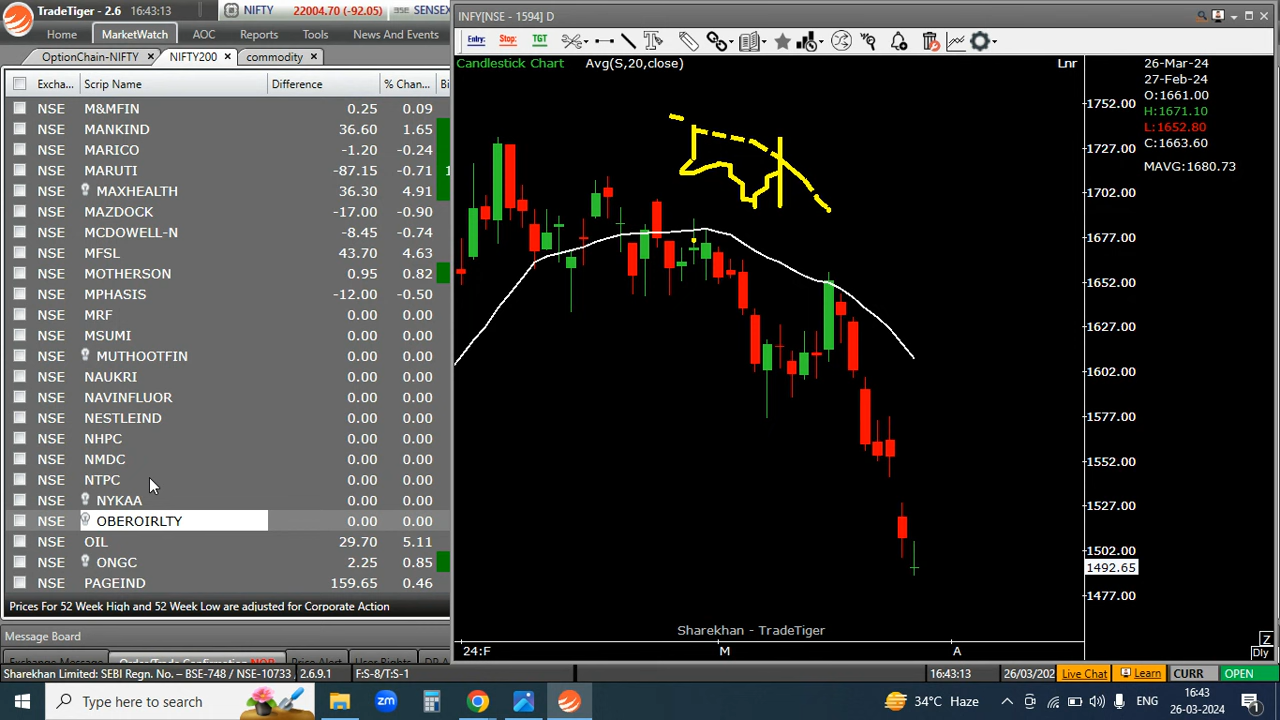 TradeTiger - 2.6
16:43:13
NIFTY 22004.70 (-92.05) SENSEX
Home MarketWatch AOC Reports Tools News And Events
OptionChain-NIFTY × NIFTY200 × commodity ×
Excha... Scrip Name Difference % Chan...
NSE M&MFIN 0.25 0.09
NSE MANKIND 36.60 1.65
NSE MARICO -1.20 -0.24
NSE MARUTI -87.15 -0.71
NSE MAXHEALTH 36.30 4.91
NSE MAZDOCK -17.00 -0.90
NSE MCDOWELL-N -8.45 -0.74
NSE MFSL 43.70 4.63
NSE MOTHERSON 0.95 0.82
NSE MPHASIS -12.00 -0.50
NSE MRF 0.00 0.00
NSE MSUMI 0.00 0.00
NSE MUTHOOTFIN 0.00 0.00
NSE NAUKRI 0.00 0.00
NSE NAVINFLUOR 0.00 0.00
NSE NESTLEIND 0.00 0.00
NSE NHPC 0.00 0.00
NSE NMDC 0.00 0.00
NSE NTPC 0.00 0.00
NSE NYKAA 0.00 0.00
NSE OBEROIRLTY 0.00 0.00
NSE OIL 29.70 5.11
NSE ONGC 2.25 0.85
NSE PAGEIND 159.65 0.46
Prices For 52 Week High and 52 Week Low are adjusted for Corporate Action
Message Board
INFY[NSE - 1594] D
Entry: Stop: TGT
Candlestick Chart Avg(S,20,close) Lnr
26-Mar-24
27-Feb-24
O:1661.00
H:1671.10
L:1652.80
C:1663.60
MAVG:1680.73
1752.00
1727.00
1702.00
1677.00
1652.00
1627.00
1602.00
1577.00
1552.00
1527.00
1502.00
1492.65
1477.00
Sharekhan - TradeTiger
24:F M A
Z
Dly
Sharekhan Limited: SEBI Regn. No. – BSE-748 / NSE-10733 2.6.9.1 F:S-8/T:S-1 16:43:13 26/03/202 Live Chat Learn CURR OPEN
Type here to search
zm
34°C Haze
ENG
16:43
26-03-2024